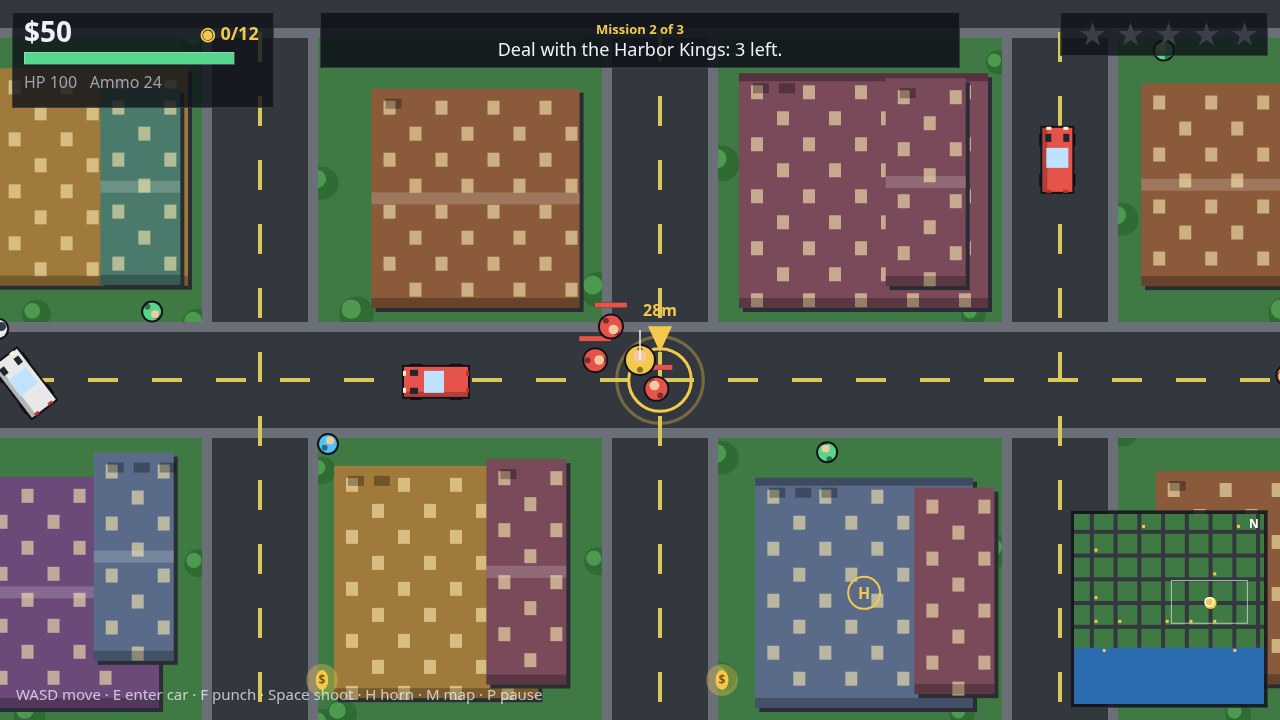 $50
0/12
HP 100 Ammo 24
Mission 2 of 3
Deal with the Harbor Kings: 3 left.
28m
H
N
$ $
WASD move · E enter car · F punch · Space shoot · H horn · M map · P pause